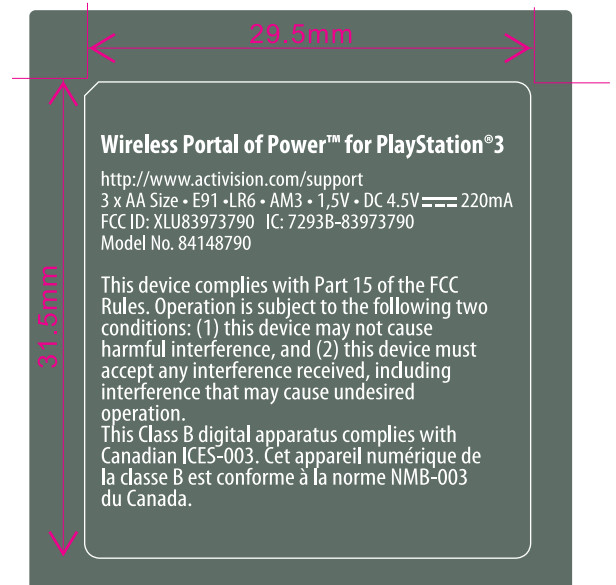 29.5mm
31.5mm
Wireless Portal of Power™ for PlayStation®3
http://www.activision.com/support
3 x AA Size • E91 •LR6 • AM3 • 1,5V • DC 4.5V 220mA
FCC ID: XLU83973790 IC: 7293B-83973790
Model No. 84148790
This device complies with Part 15 of the FCC
Rules. Operation is subject to the following two
conditions: (1) this device may not cause
harmful interference, and (2) this device must
accept any interference received, including
interference that may cause undesired
operation.
This Class B digital apparatus complies with
Canadian ICES-003. Cet appareil numérique de
la classe B est conforme à la norme NMB-003
du Canada.